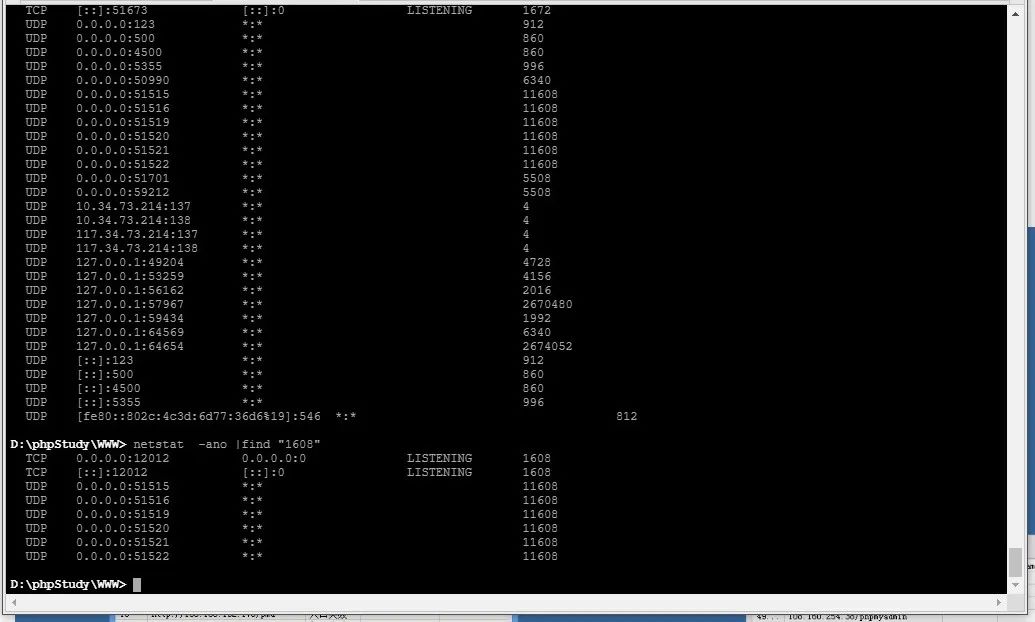 TCP [::]:51673 [::]:0 LISTENING 1672
UDP 0.0.0.0:123 *:* 912
UDP 0.0.0.0:500 *:* 860
UDP 0.0.0.0:4500 *:* 860
UDP 0.0.0.0:5355 *:* 996
UDP 0.0.0.0:50990 *:* 6340
UDP 0.0.0.0:51515 *:* 11608
UDP 0.0.0.0:51516 *:* 11608
UDP 0.0.0.0:51519 *:* 11608
UDP 0.0.0.0:51520 *:* 11608
UDP 0.0.0.0:51521 *:* 11608
UDP 0.0.0.0:51522 *:* 11608
UDP 0.0.0.0:51701 *:* 5508
UDP 0.0.0.0:59212 *:* 5508
UDP 10.34.73.214:137 *:* 4
UDP 10.34.73.214:138 *:* 4
UDP 117.34.73.214:137 *:* 4
UDP 117.34.73.214:138 *:* 4
UDP 127.0.0.1:49204 *:* 4728
UDP 127.0.0.1:53259 *:* 4156
UDP 127.0.0.1:56162 *:* 2016
UDP 127.0.0.1:57967 *:* 2670480
UDP 127.0.0.1:59434 *:* 1992
UDP 127.0.0.1:64569 *:* 6340
UDP 127.0.0.1:64654 *:* 2674052
UDP [::]:123 *:* 912
UDP [::]:500 *:* 860
UDP [::]:4500 *:* 860
UDP [::]:5355 *:* 996
UDP [fe80::802c:4c3d:6d77:36d6%19]:546 *:* 812
D:\phpStudy\WWW> netstat -ano |find "1608"
TCP 0.0.0.0:12012 0.0.0.0:0 LISTENING 1608
TCP [::]:12012 [::]:0 LISTENING 1608
UDP 0.0.0.0:51515 *:* 11608
UDP 0.0.0.0:51516 *:* 11608
UDP 0.0.0.0:51519 *:* 11608
UDP 0.0.0.0:51520 *:* 11608
UDP 0.0.0.0:51521 *:* 11608
UDP 0.0.0.0:51522 *:* 11608
D:\phpStudy\WWW>